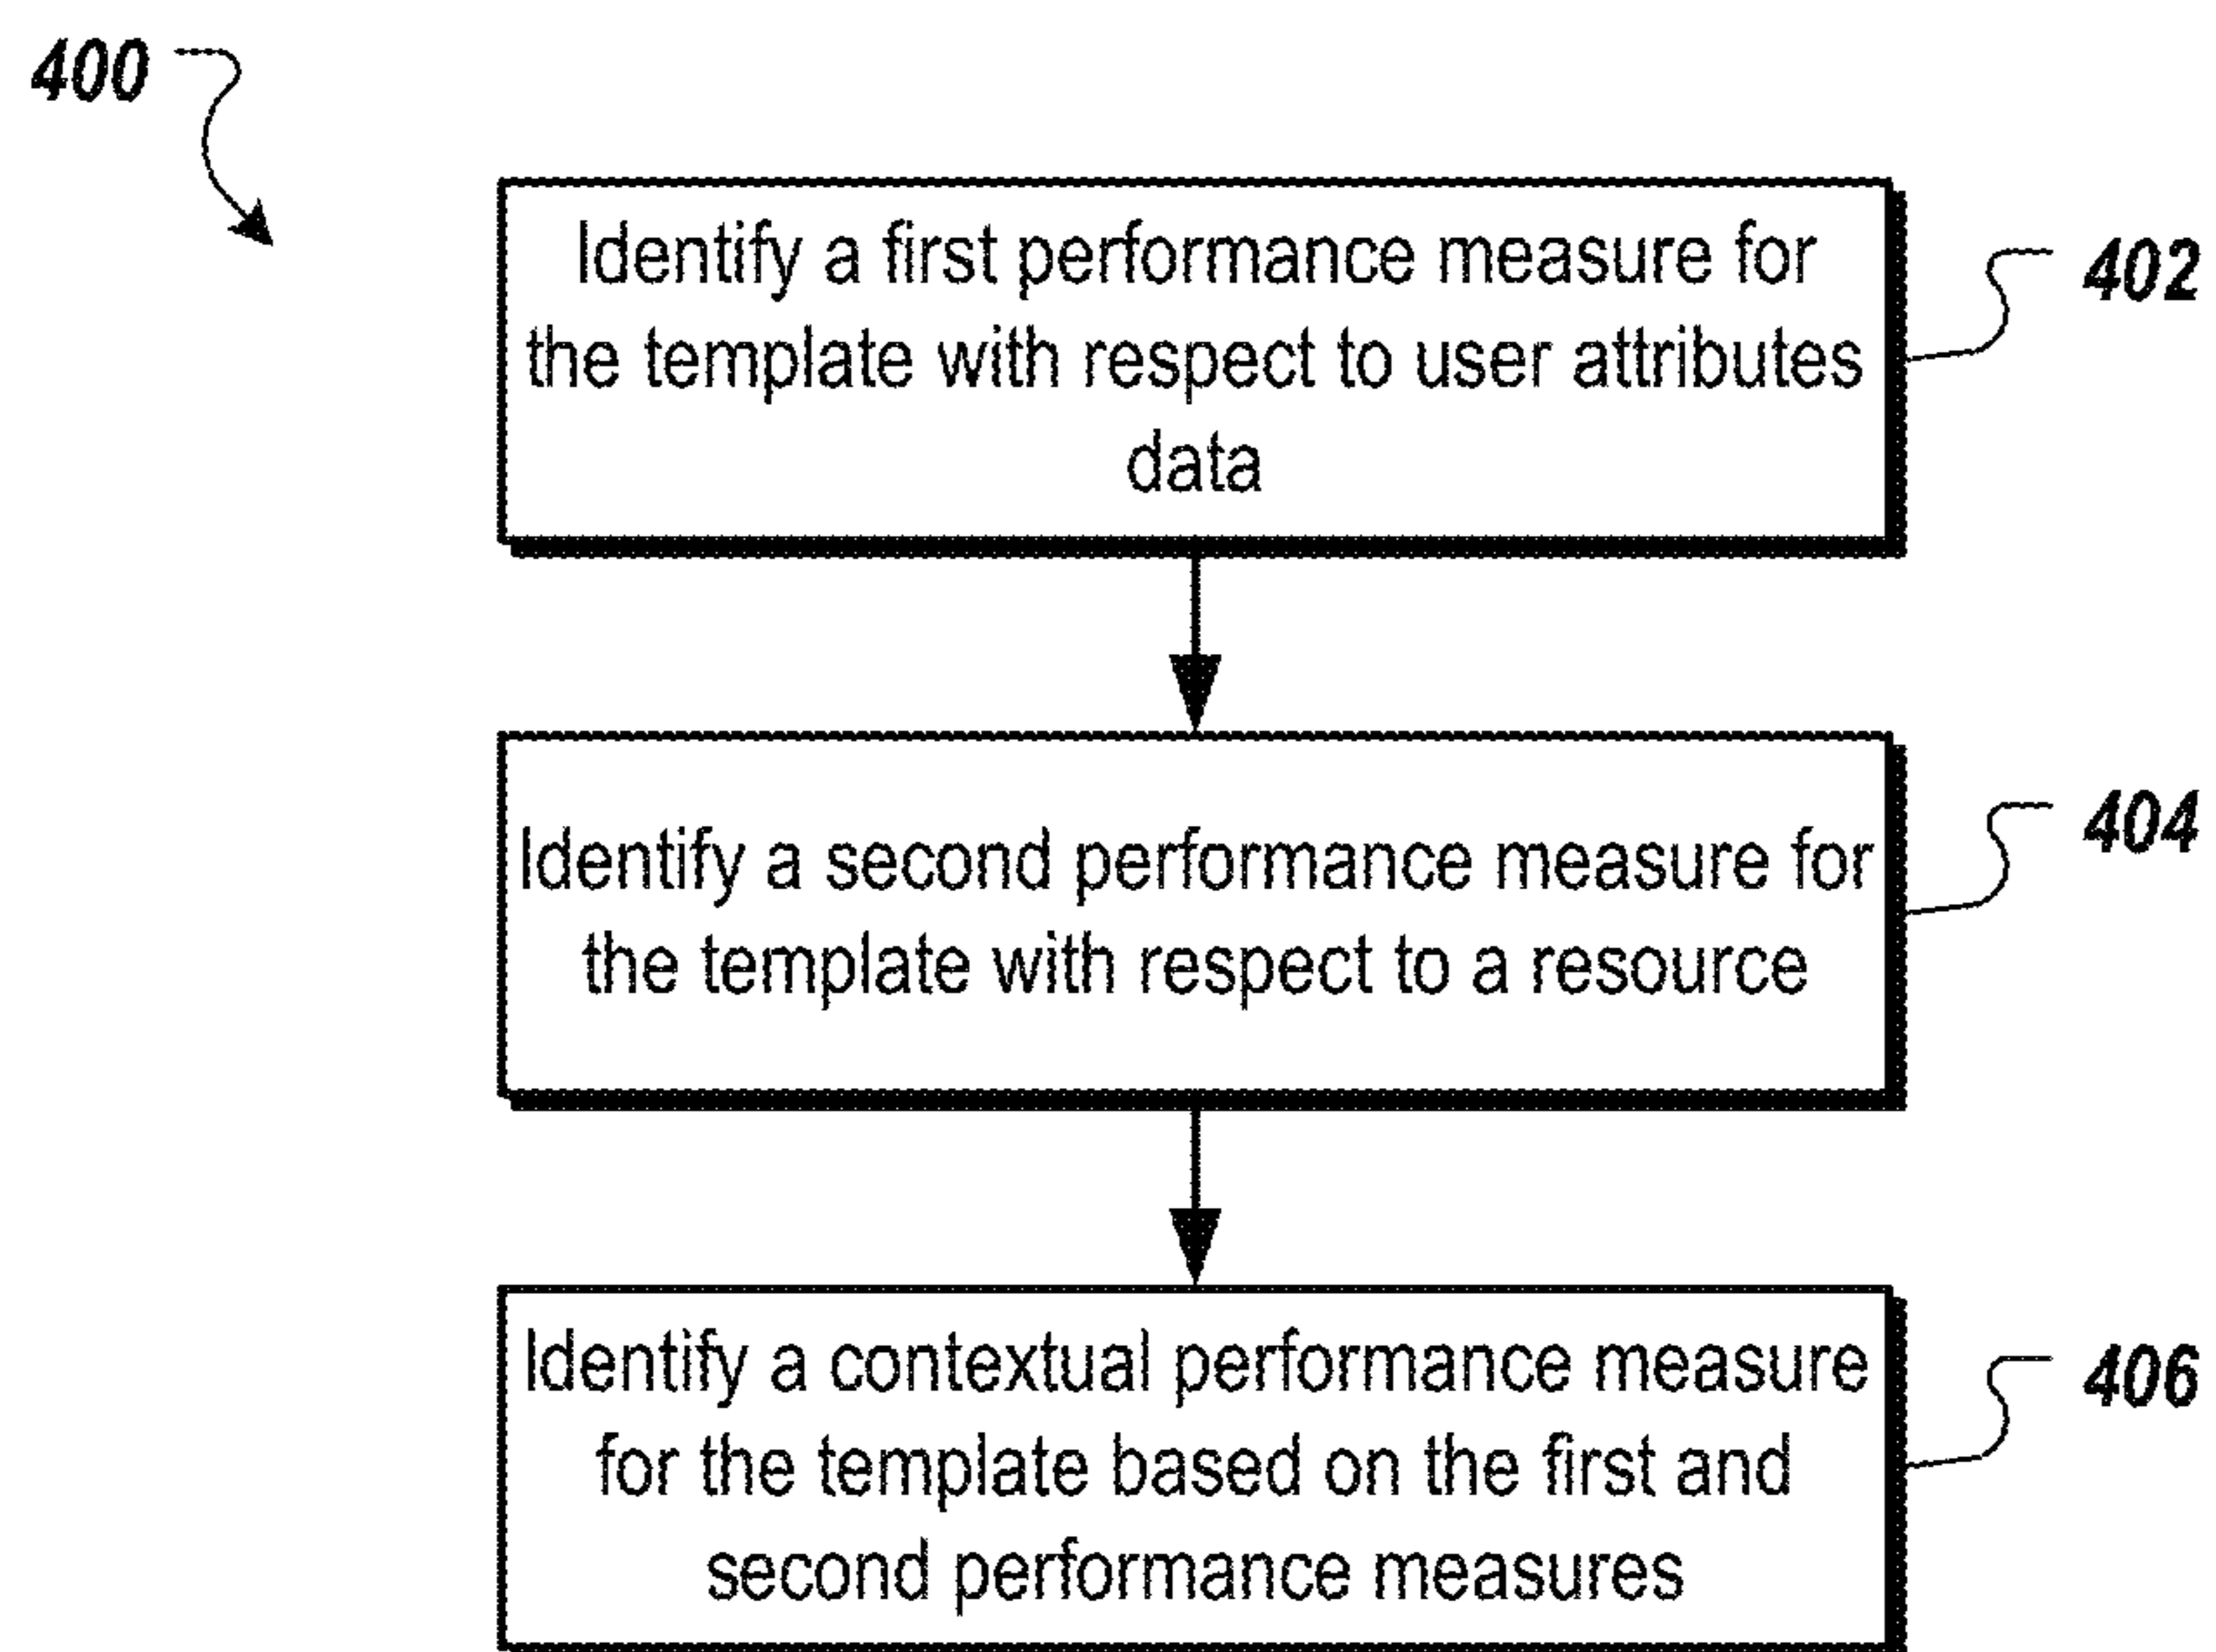 400
Identify a first performance measure for
the template with respect to user attributes
data
402
Identify a second performance measure for
the template with respect to a resource
404
Identify a contextual performance measure
for the template based on the first and
second performance measures
406